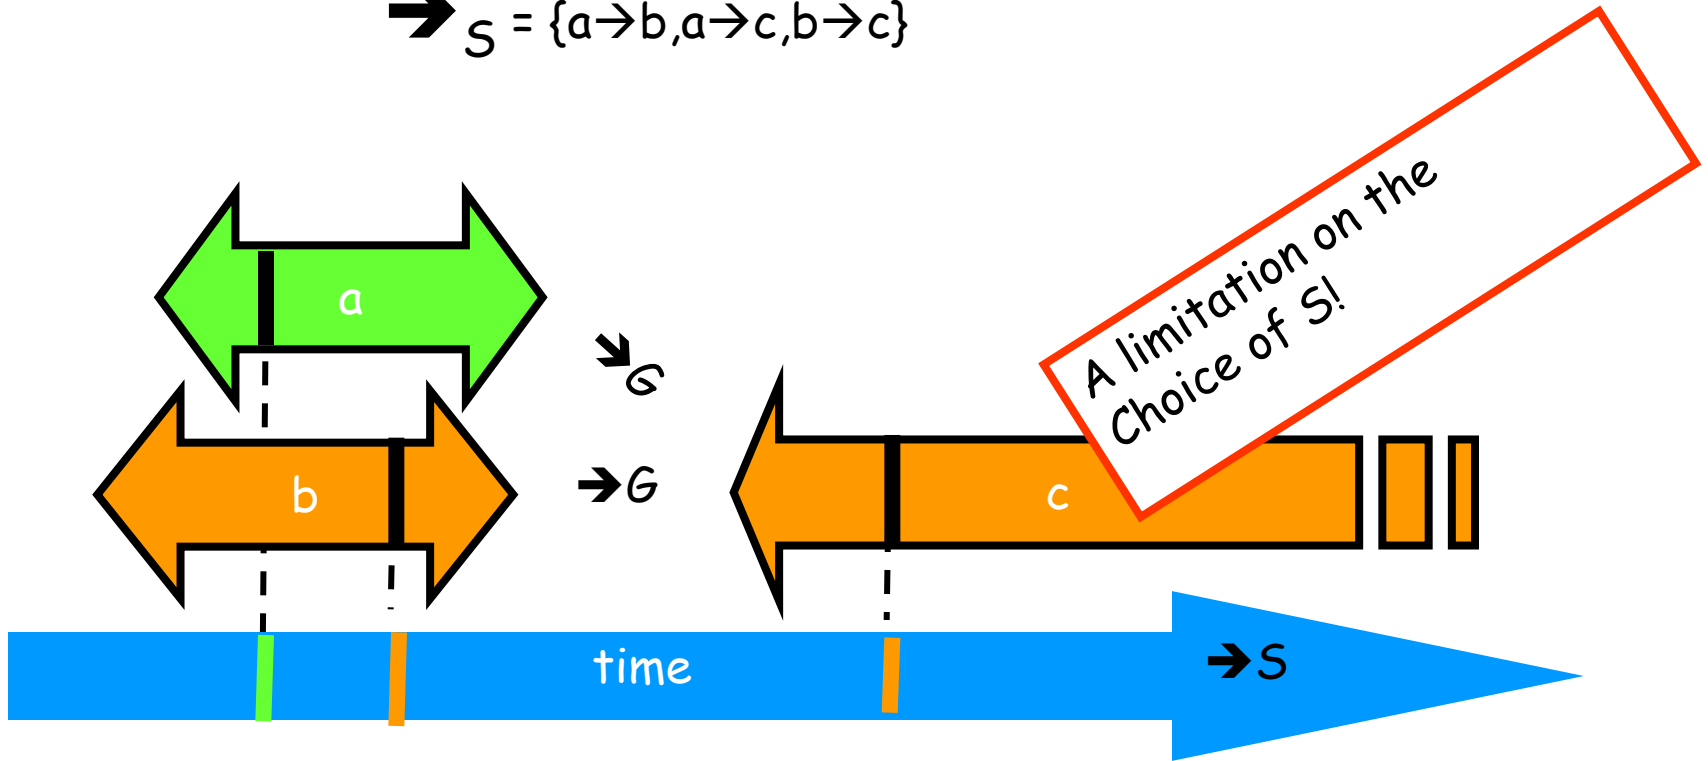 ➔S = {a→b,a→c,b→c}
A limitation on the
Choice of S!
a
➔G
b
➔G
c
time
➔S